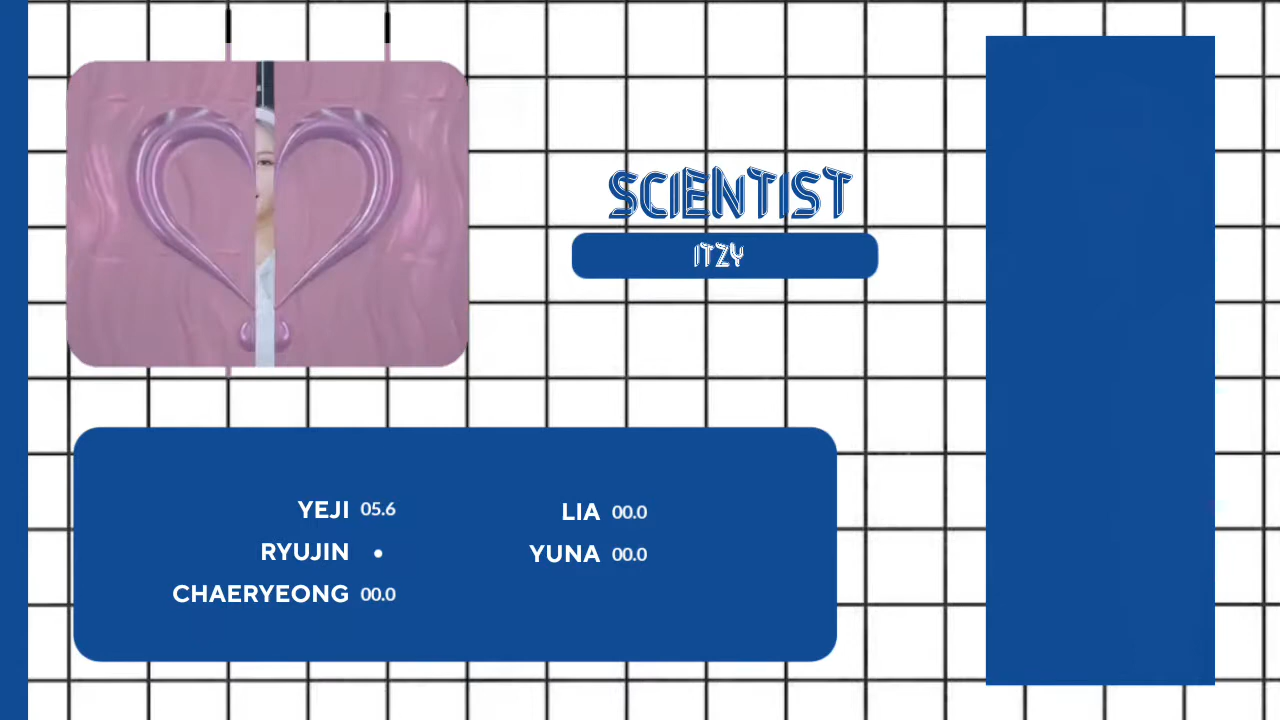 SCIENTIST
ITZY
YEJI 05.6
RYUJIN •
CHAERYEONG 00.0
LIA 00.0
YUNA 00.0